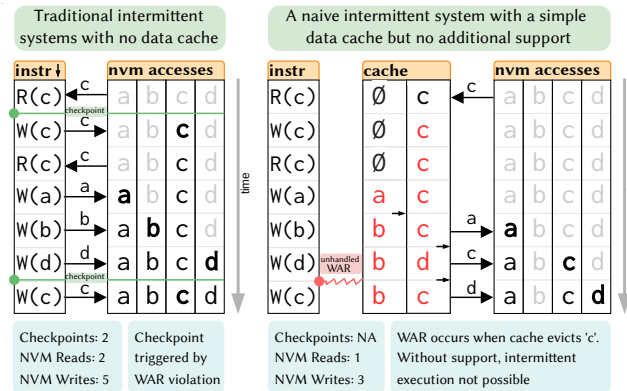 Traditional intermittent
systems with no data cache
instr nvm accesses
R(c) c a b c d
checkpoint
W(c) c a b c d
R(c) c a b c d
W(a) a a b c d
W(b) b a b c d
W(d) d a b c d
checkpoint
W(c) c a b c d
Checkpoints: 2
NVM Reads: 2
NVM Writes: 5
Checkpoint
triggered by
WAR violation
time
A naive intermittent system with a simple
data cache but no additional support
instr cache nvm accesses
R(c) Ø c c a b c d
W(c) Ø c a b c d
R(c) Ø c a b c d
W(a) a c a b c d
W(b) b c a a b c d
W(d) b d c a b c d
unhandled
WAR
W(c) b c d a b c d
Checkpoints: NA
NVM Reads: 1
NVM Writes: 3
WAR occurs when cache evicts 'c'.
Without support, intermittent
execution not possible